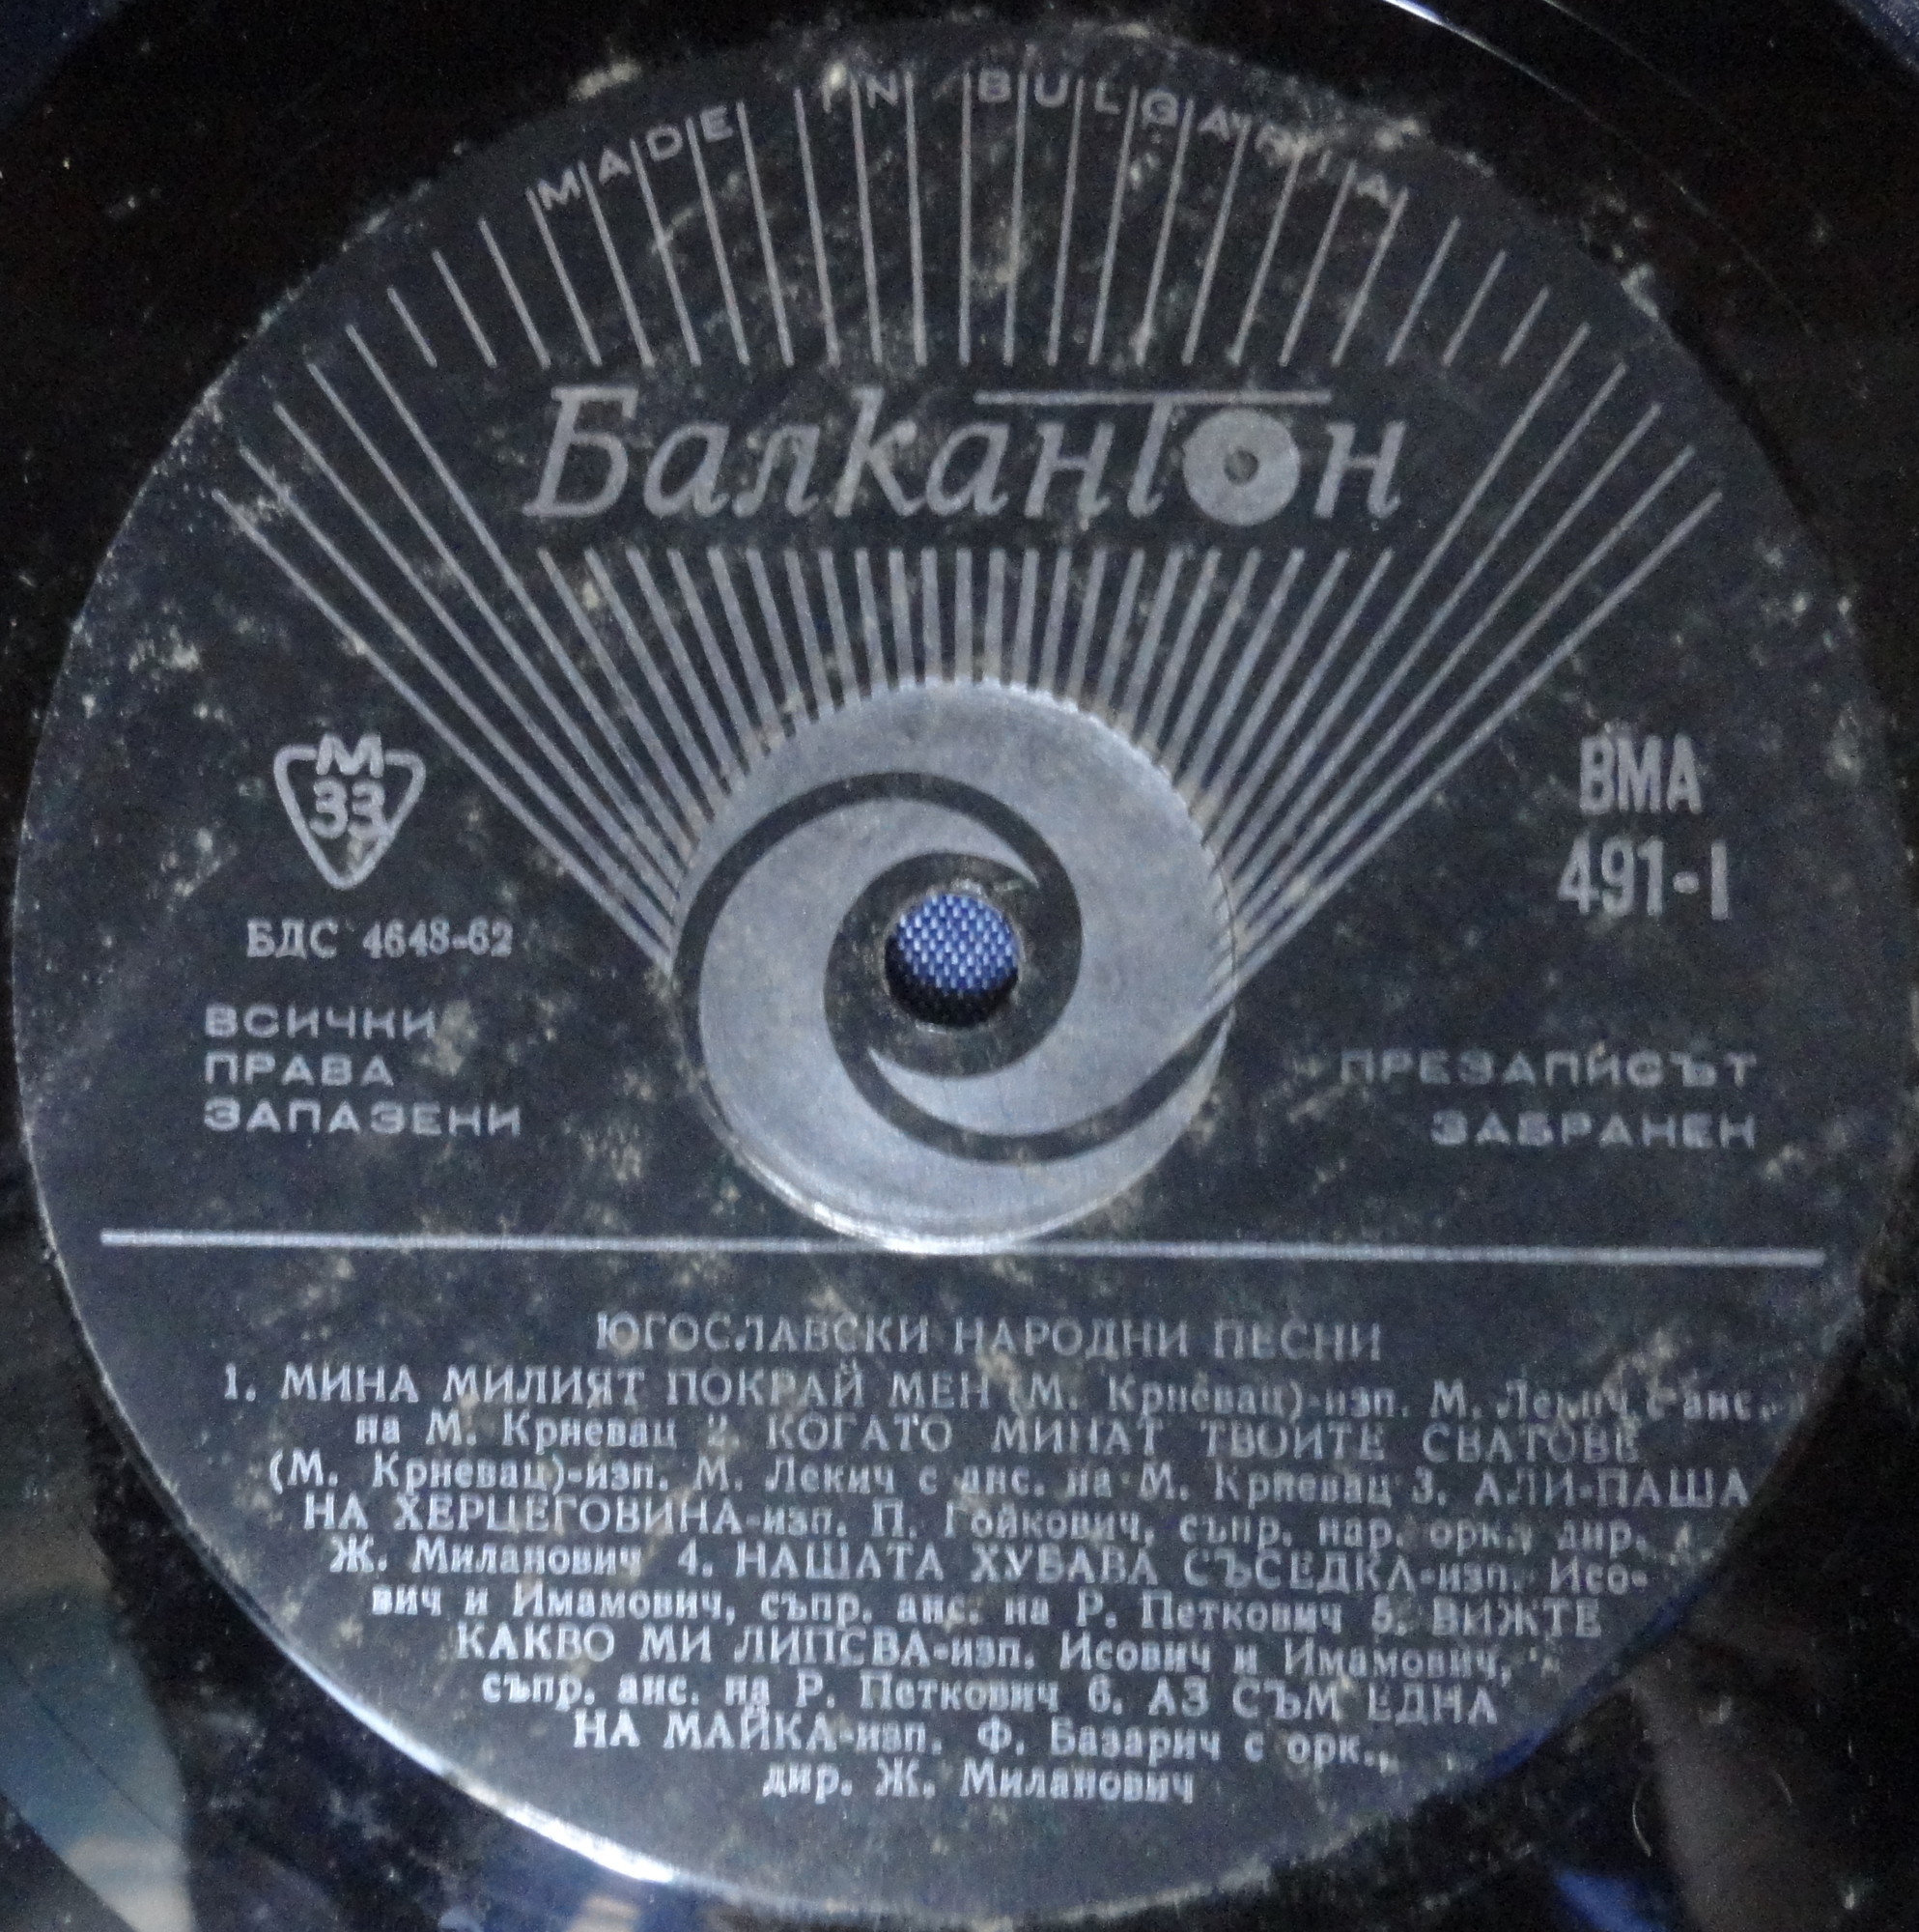 MADE IN BULGARIA
Балкантон
М
33
БДС 4648-62
ВСИЧКИ
ПРАВА
ЗАПАЗЕНИ
ВМА
491-I
ПРЕЗАПИСЪТ
ЗАБРАНЕН
ЮГОСЛАВСКИ НАРОДНИ ПЕСНИ
1. МИНА МИЛИЯТ ПОКРАЙ МЕН (М. Крневац)-изп. М. Лекич с анс.
на М. Крневац 2. КОГАТО МИНАТ ТВОИТЕ СВАТОВЕ
(М. Крневац)-изп. М. Лекич с анс. на М. Крневац 3. АЛИ-ПАША
НА ХЕРЦЕГОВИНА-изп. П. Гойкович, съпр. нар. орк., дир.
Ж. Миланович 4. НАШАТА ХУБАВА СЪСЕДКА-изп. Исо-
вич и Имамович, съпр. анс. на Р. Петкович 5. ВИЖТЕ
КАКВО МИ ЛИПСВА-изп. Исович и Имамович,
съпр. анс. на Р. Петкович 6. АЗ СЪМ ЕДНА
НА МАЙКА-изп. Ф. Базарич с орк.,
дир. Ж. Миланович